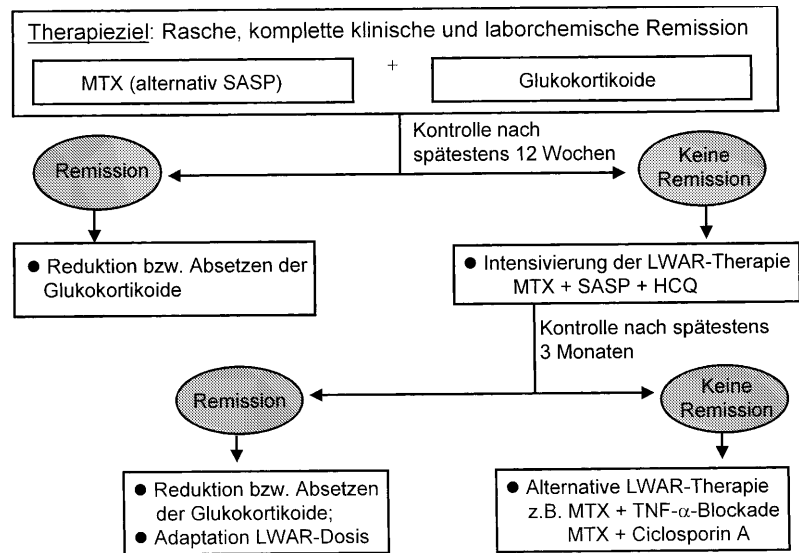 Therapieziel: Rasche, komplette klinische und laborchemische Remission
MTX (alternativ SASP)
+
Glukokortikoide
Kontrolle nach
spätestens 12 Wochen
Remission
Keine
Remission
● Reduktion bzw. Absetzen der
Glukokortikoide
● Intensivierung der LWAR-Therapie
MTX + SASP + HCQ
Kontrolle nach spätestens
3 Monaten
Remission
Keine
Remission
● Reduktion bzw. Absetzen
der Glukokortikoide;
● Adaptation LWAR-Dosis
● Alternative LWAR-Therapie
z.B. MTX + TNF-α-Blockade
MTX + Ciclosporin A